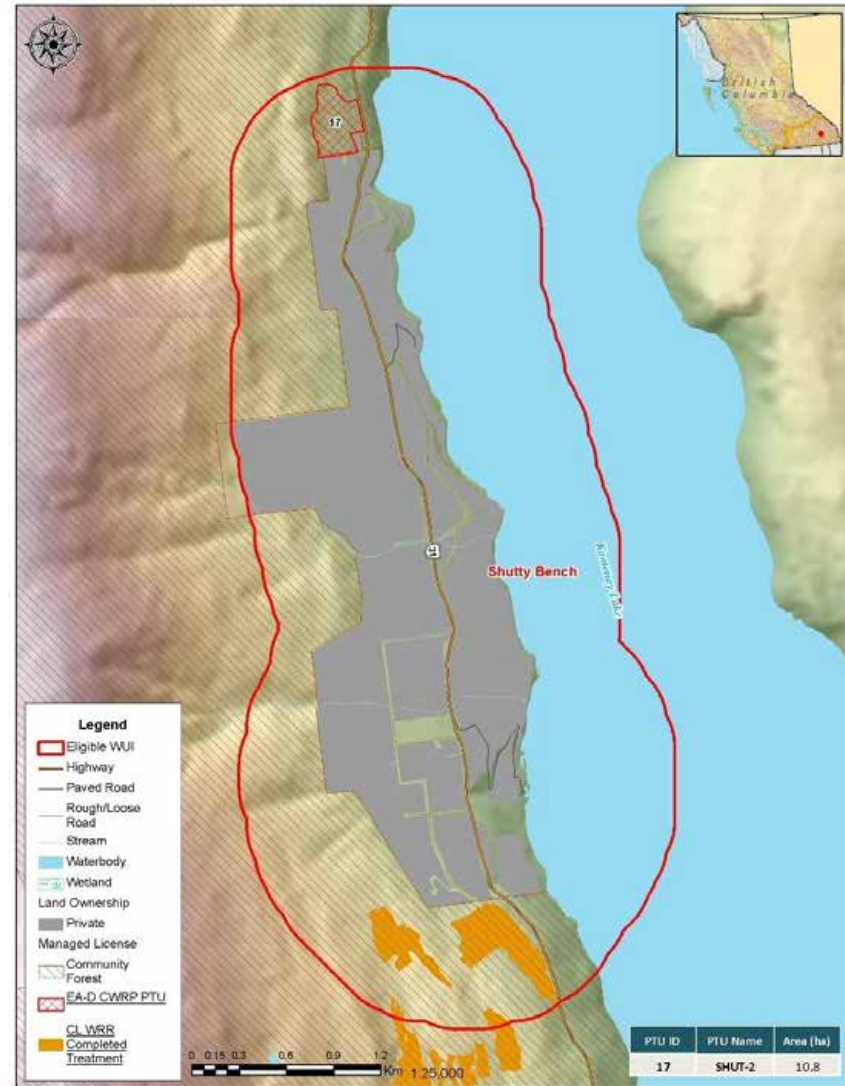 British
Columbia
17
31
Shutty Bench
Kootenay Lake
Legend
Eligible WUI
Highway
Paved Road
Rough/Loose
Road
Stream
Waterbody
Wetland
Land Ownership
Private
Managed License
Community
Forest
EA-D CWRP PTU
CL WRR
Completed
Treatment
0 0.15 0.3 0.6 0.9 1.2
Km 1:25,000
PTU ID PTU Name Area (ha)
17 SHUT-2 10.8